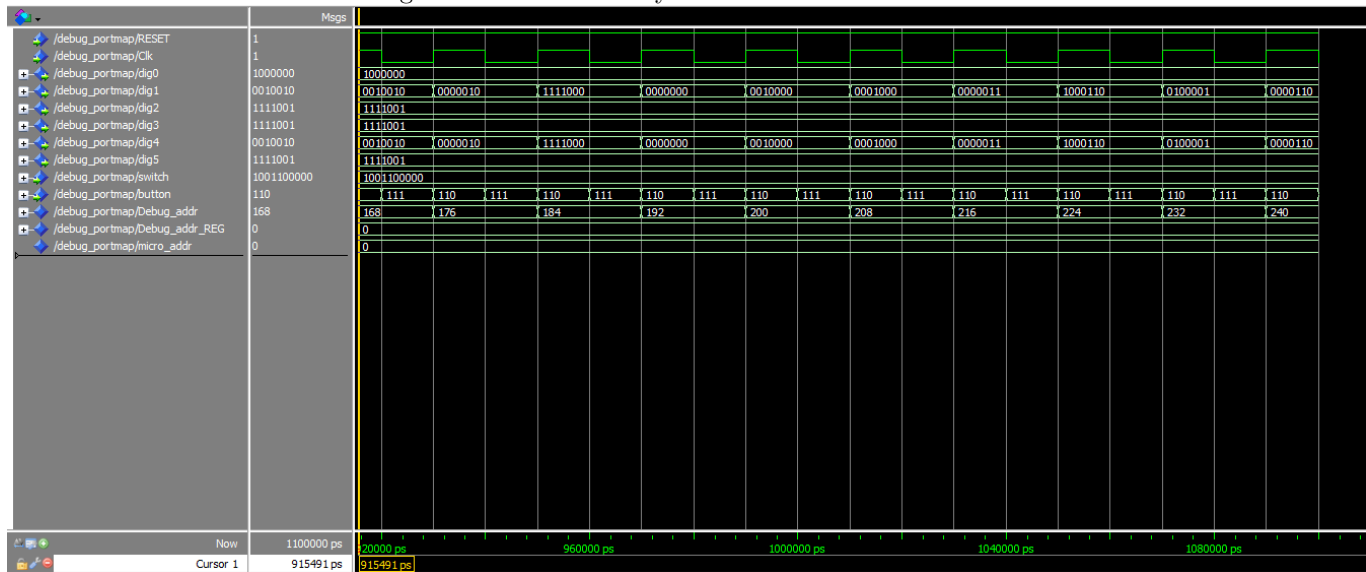 Msgs
/debug_portmap/RESET 1
/debug_portmap/Clk 1
/debug_portmap/dig0 1000000 1000000
/debug_portmap/dig1 0010010 0010010 0000010 1111000 0000000 0010000 0001000 0000011 1000110 0100001 0000110
/debug_portmap/dig2 1111001 1111001
/debug_portmap/dig3 1111001 1111001
/debug_portmap/dig4 0010010 0010010 0000010 1111000 0000000 0010000 0001000 0000011 1000110 0100001 0000110
/debug_portmap/dig5 1111001 1111001
/debug_portmap/switch 1001100000 1001100000
/debug_portmap/button 110 111 110 111 110 111 110 111 110 111 110 111 110 111 110 111 110 111 110
/debug_portmap/Debug_addr 168 168 176 184 192 200 208 216 224 232 240
/debug_portmap/Debug_addr_REG 0 0
/debug_portmap/micro_addr 0 0
Now 1100000 ps 20000 ps 960000 ps 1000000 ps 1040000 ps 1080000 ps
Cursor 1 915491 ps 915491 ps